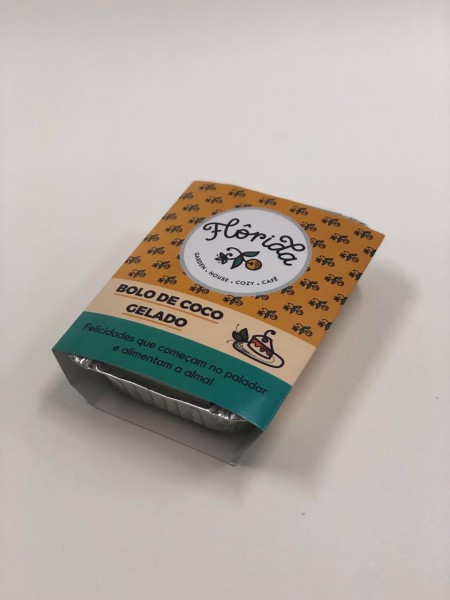 Flôrida
GARDEN • HOUSE • COZY • CAFÉ
BOLO DE COCO
GELADO
Felicidades que começam no paladar
e alimentam a alma!